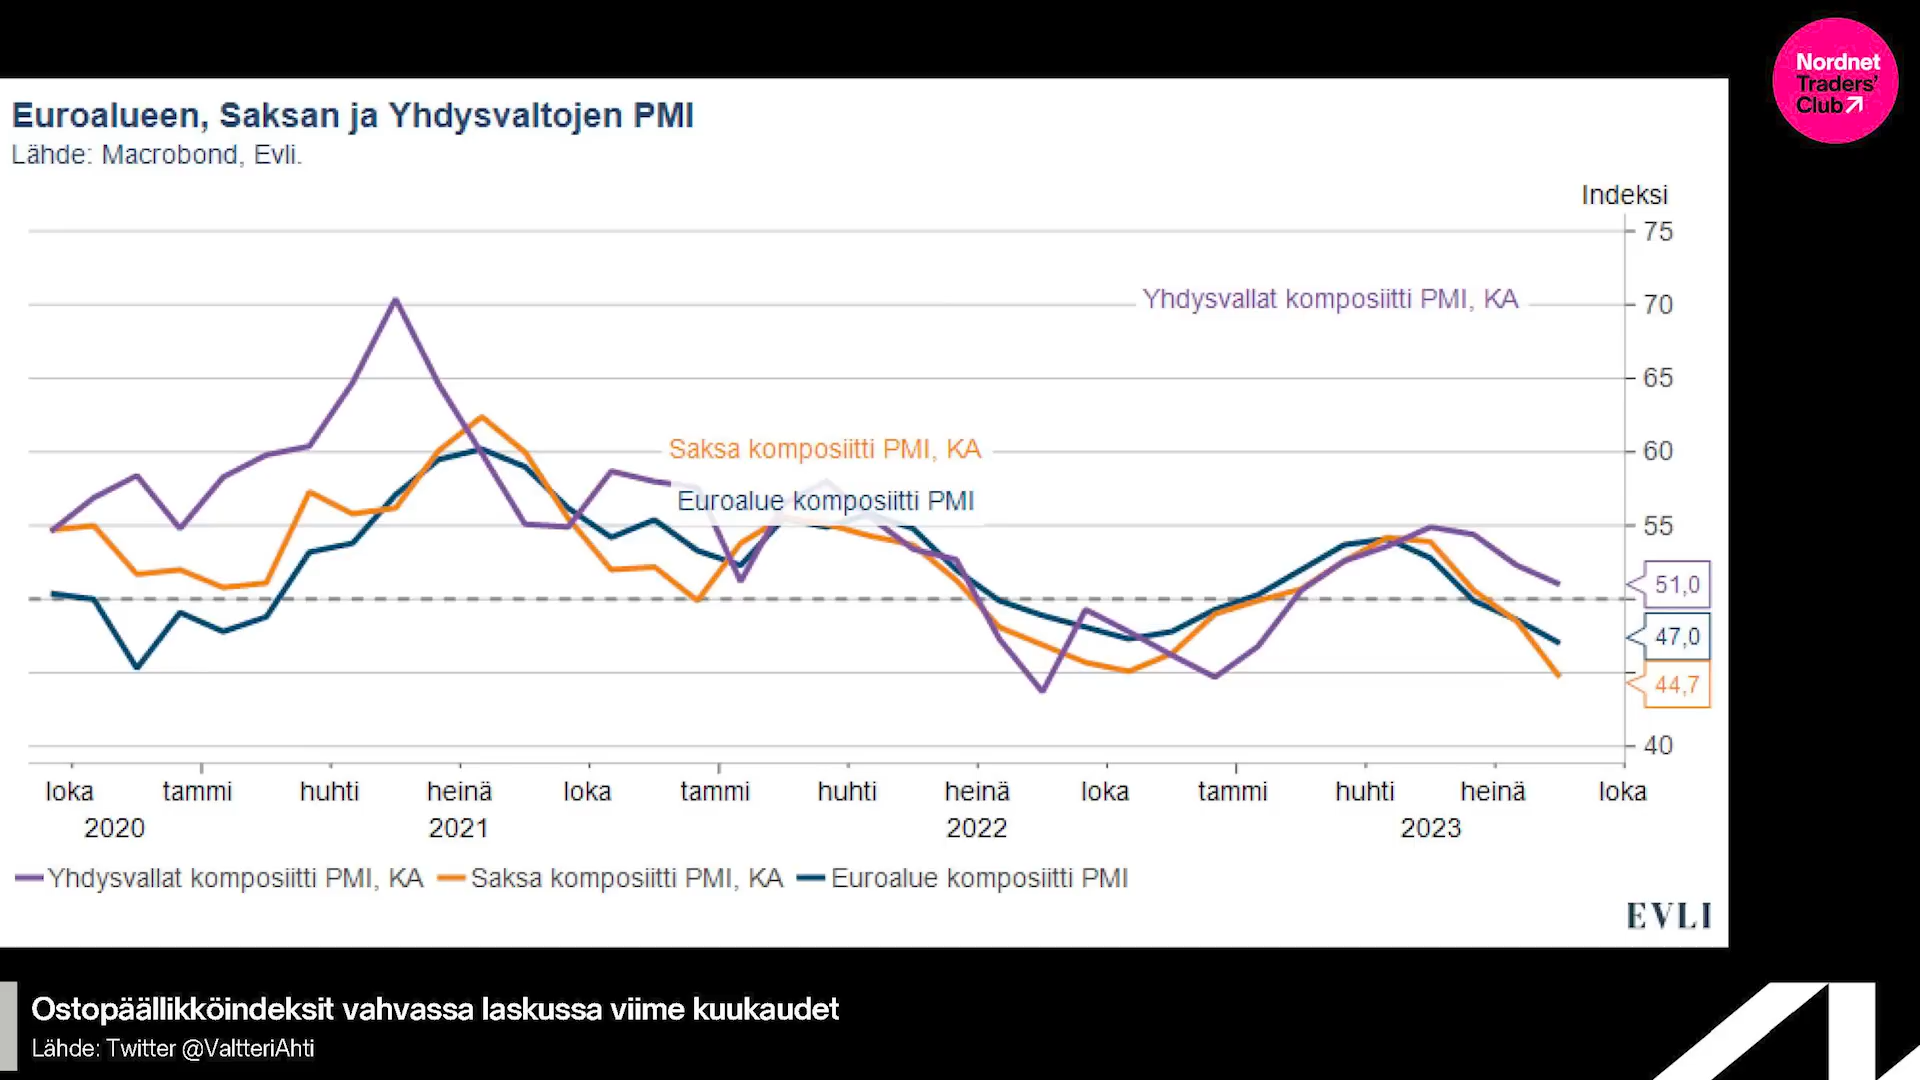 Nordnet
Traders'
Club
Euroalueen, Saksan ja Yhdysvaltojen PMI
Lähde: Macrobond, Evli.
Indeksi
75
Yhdysvallat komposiitti PMI, KA
70
65
Saksa komposiitti PMI, KA
60
Euroalue komposiitti PMI
55
51,0
47,0
44,7
40
loka tammi huhti heinä loka tammi huhti heinä loka tammi huhti heinä loka
2020 2021 2022 2023
Yhdysvallat komposiitti PMI, KA Saksa komposiitti PMI, KA Euroalue komposiitti PMI
EVLI
Ostopäällikköindeksit vahvassa laskussa viime kuukaudet
Lähde: Twitter @ValtteriAhti